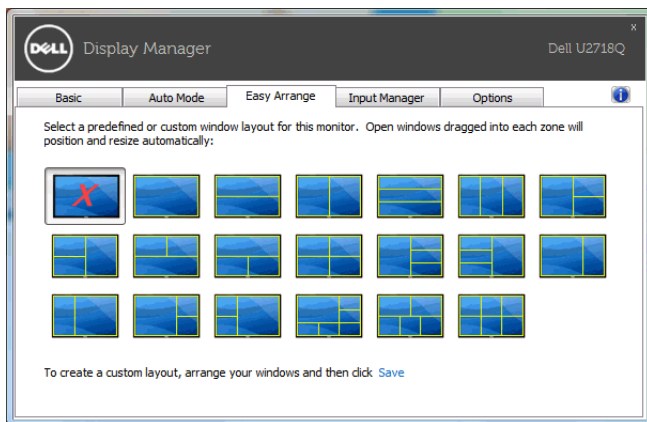 x
DELL Display Manager Dell U2718Q
Basic Auto Mode Easy Arrange Input Manager Options i
Select a predefined or custom window layout for this monitor. Open windows dragged into each zone will
position and resize automatically:
X
To create a custom layout, arrange your windows and then click Save